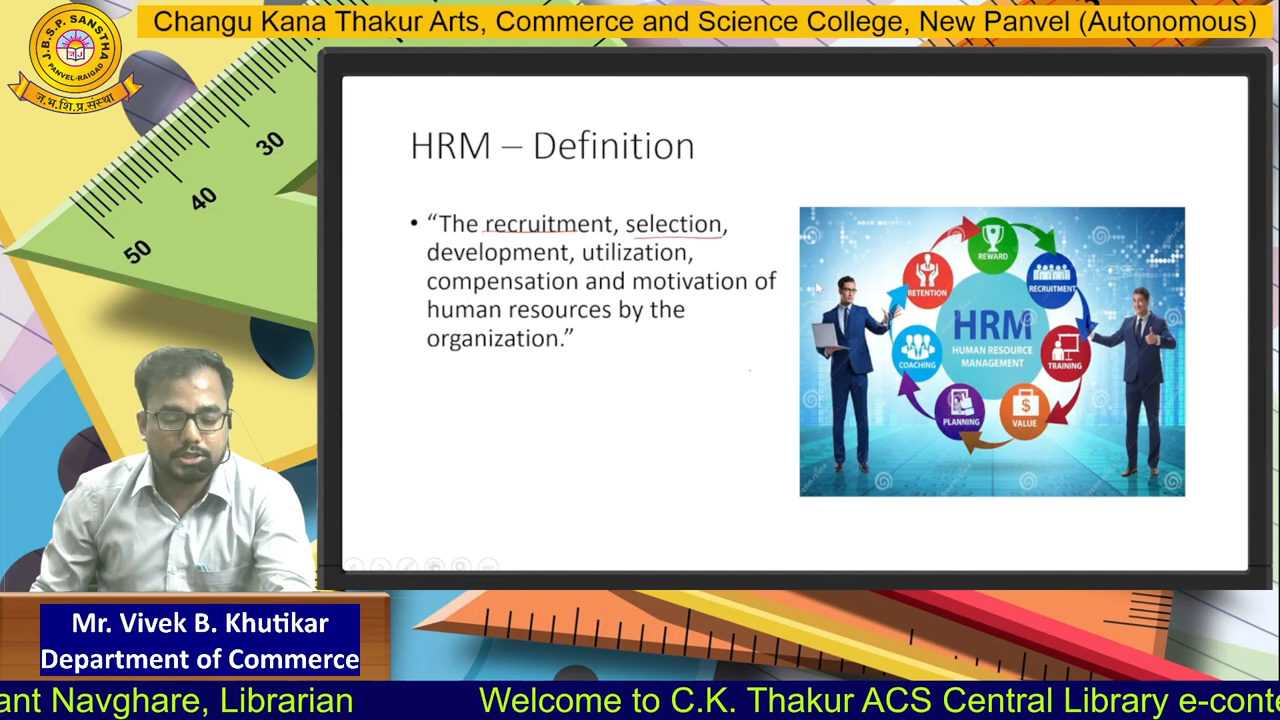 Changu Kana Thakur Arts, Commerce and Science College, New Panvel (Autonomous)
J.B.S.P. SANSTHA
PANVEL-RAIGAD
ज.भ.शि.प्र.संस्था
30
40
50
HRM – Definition
• “The recruitment, selection,
development, utilization,
compensation and motivation of
human resources by the
organization.”
REWARD
RETENTION
RECRUITMENT
HRM
HUMAN RESOURCE
MANAGEMENT
COACHING
TRAINING
PLANNING
VALUE
$
Mr. Vivek B. Khutikar
Department of Commerce
ant Navghare, Librarian Welcome to C.K. Thakur ACS Central Library e-conte